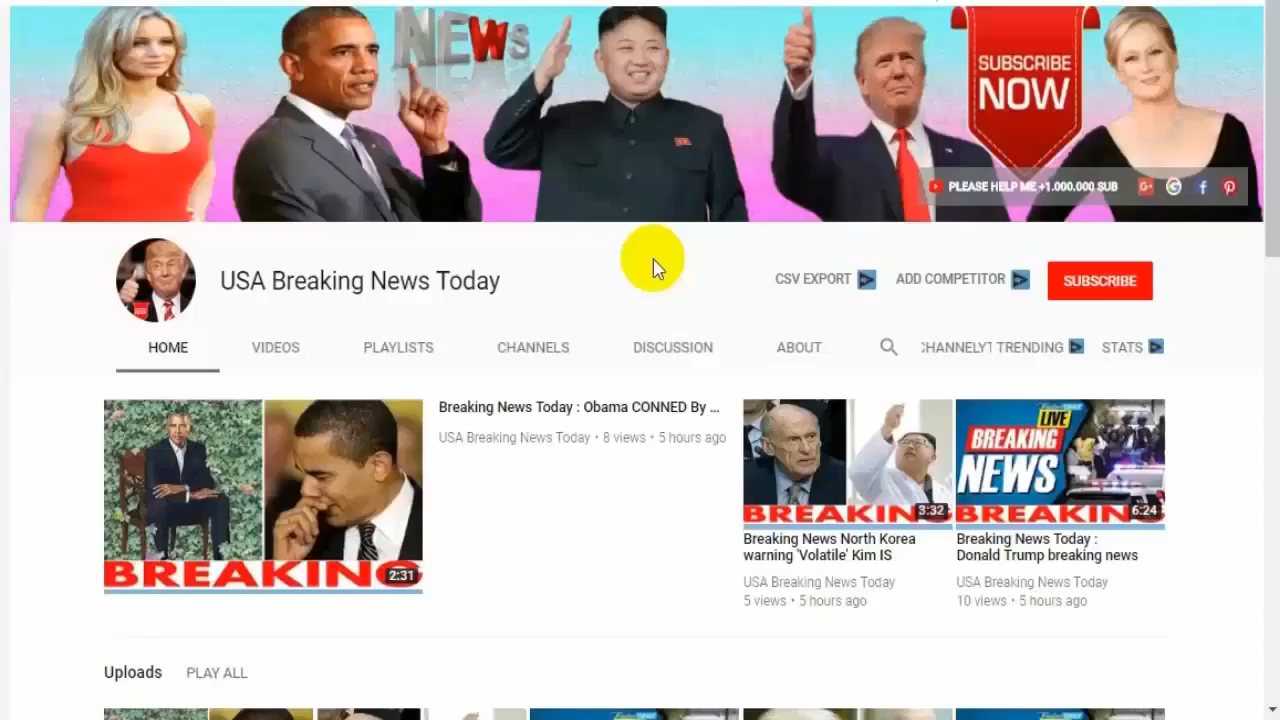 NEWS
SUBSCRIBE
NOW
PLEASE HELP ME +1.000.000 SUB
USA Breaking News Today
CSV EXPORT
ADD COMPETITOR
SUBSCRIBE
HOME
VIDEOS
PLAYLISTS
CHANNELS
DISCUSSION
ABOUT
CHANNELYT TRENDING
STATS
BREAKING
2:31
Breaking News Today : Obama CONNED By ...
USA Breaking News Today • 8 views • 5 hours ago
BREAKIN
3:32
Breaking News North Korea
warning 'Volatile' Kim IS
USA Breaking News Today
5 views • 5 hours ago
LIVE
BREAKING
NEWS
BREAKIN
6:24
Breaking News Today :
Donald Trump breaking news
USA Breaking News Today
10 views • 5 hours ago
Uploads
PLAY ALL